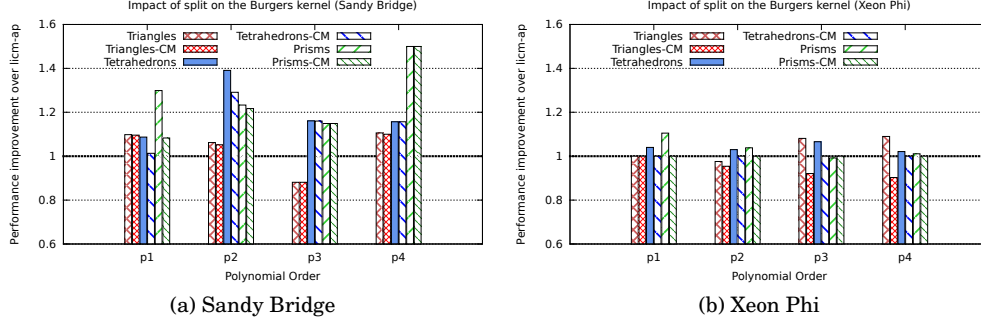 Impact of split on the Burgers kernel (Sandy Bridge)
Performance improvement over licm-ap
1.6
1.4
1.2
1
0.8
0.6
Triangles
Triangles-CM
Tetrahedrons
Tetrahedrons-CM
Prisms
Prisms-CM
p1 p2 p3 p4
Polynomial Order
(a) Sandy Bridge
Impact of split on the Burgers kernel (Xeon Phi)
Performance improvement over licm-ap
1.6
1.4
1.2
1
0.8
0.6
Triangles
Triangles-CM
Tetrahedrons
Tetrahedrons-CM
Prisms
Prisms-CM
p1 p2 p3 p4
Polynomial Order
(b) Xeon Phi